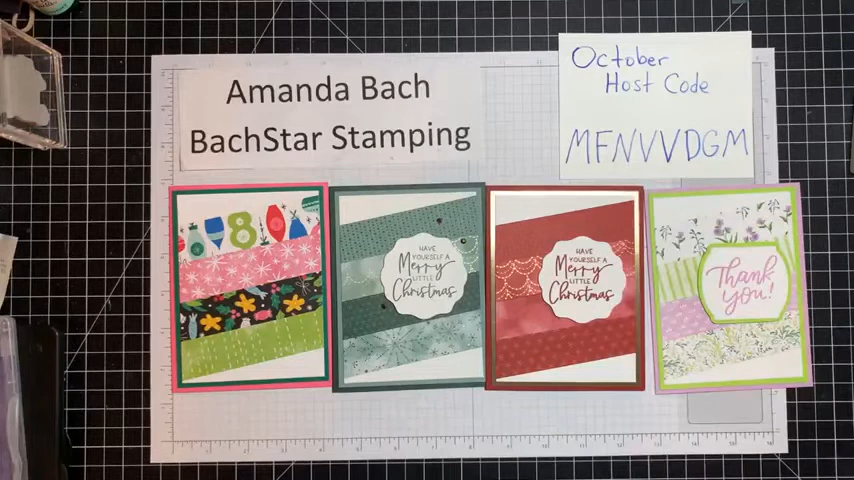 Amanda Bach
BachStar Stamping
October
Host Code
MFNVVDGM
HAVE
YOURSELF A
Merry
LITTLE
Christmas
HAVE
YOURSELF A
Merry
LITTLE
Christmas
Thank
you!